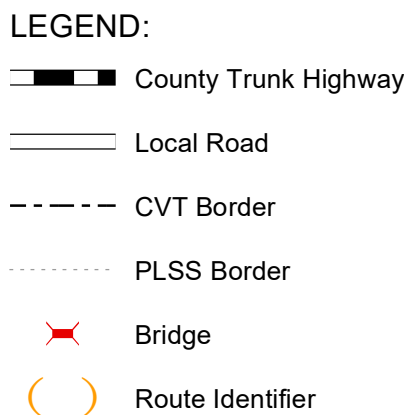 LEGEND:
County Trunk Highway
Local Road
CVT Border
PLSS Border
Bridge
( ) Route Identifier